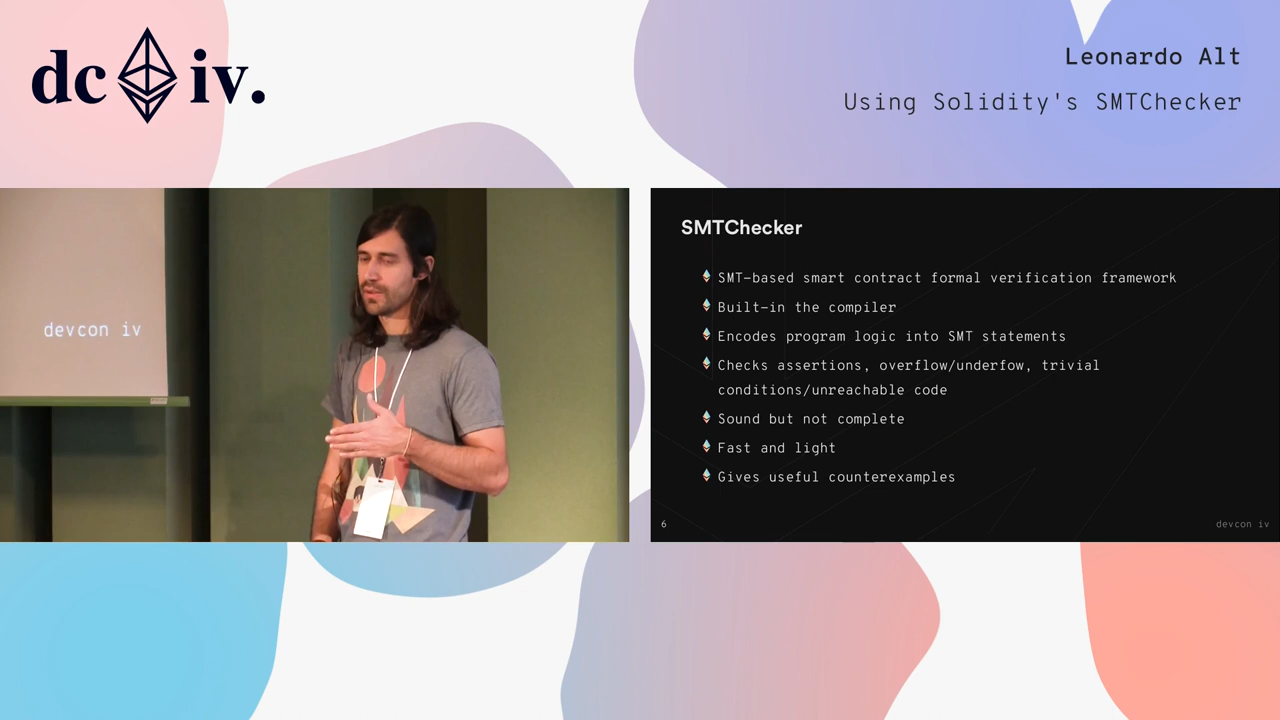 dc iv.
Leonardo Alt
Using Solidity's SMTChecker
devcon iv
SMTChecker
SMT-based smart contract formal verification framework
Built-in the compiler
Encodes program logic into SMT statements
Checks assertions, overflow/underfow, trivial
conditions/unreachable code
Sound but not complete
Fast and light
Gives useful counterexamples
6
devcon iv